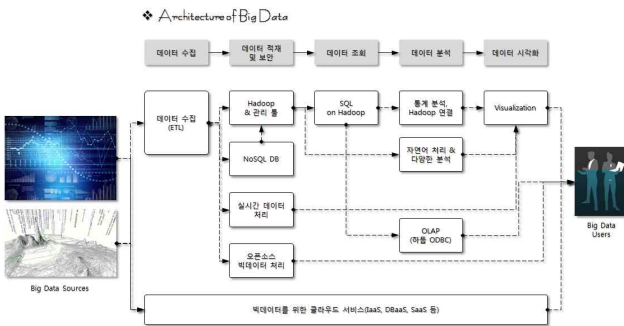 ❖ Architecture of Big Data
데이터 수집
데이터 적재
및 보안
데이터 조회
데이터 분석
데이터 시각화
데이터 수집
(ETL)
Hadoop
& 관리 툴
SQL
on Hadoop
통계 분석,
Hadoop 연결
Visualization
NoSQL DB
자연어 처리 &
다양한 분석
실시간 데이터
처리
OLAP
(하둡 ODBC)
오픈소스
빅데이터 처리
Big Data Sources
Big Data
Users
빅데이터를 위한 클라우드 서비스(IaaS, DBaaS, SaaS 등)